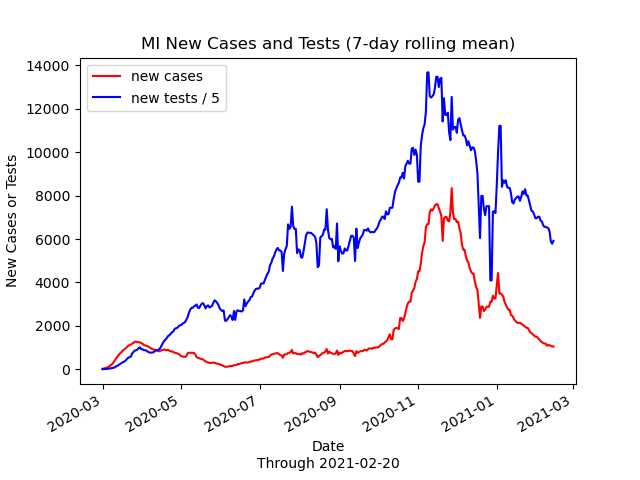 MI New Cases and Tests (7-day rolling mean)
new cases
new tests / 5
New Cases or Tests
14000
12000
10000
8000
6000
4000
2000
0
2020-03
2020-05
2020-07
2020-09
2020-11
2021-01
2021-03
Date
Through 2021-02-20